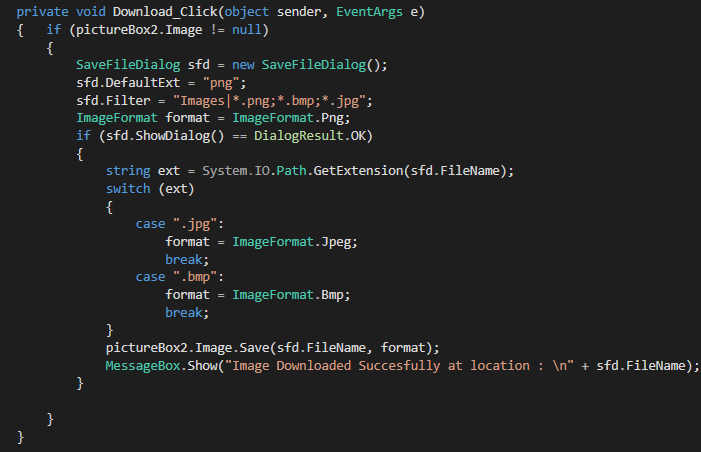 private void Download_Click(object sender, EventArgs e)
{   if (pictureBox2.Image != null)
    {
        SaveFileDialog sfd = new SaveFileDialog();
        sfd.DefaultExt = "png";
        sfd.Filter = "Images|*.png;*.bmp;*.jpg";
        ImageFormat format = ImageFormat.Png;
        if (sfd.ShowDialog() == DialogResult.OK)
        {
            string ext = System.IO.Path.GetExtension(sfd.FileName);
            switch (ext)
            {
                case ".jpg":
                    format = ImageFormat.Jpeg;
                    break;
                case ".bmp":
                    format = ImageFormat.Bmp;
                    break;
            }
            pictureBox2.Image.Save(sfd.FileName, format);
            MessageBox.Show("Image Downloaded Succesfully at location : \n" + sfd.FileName);
        }

    }
}